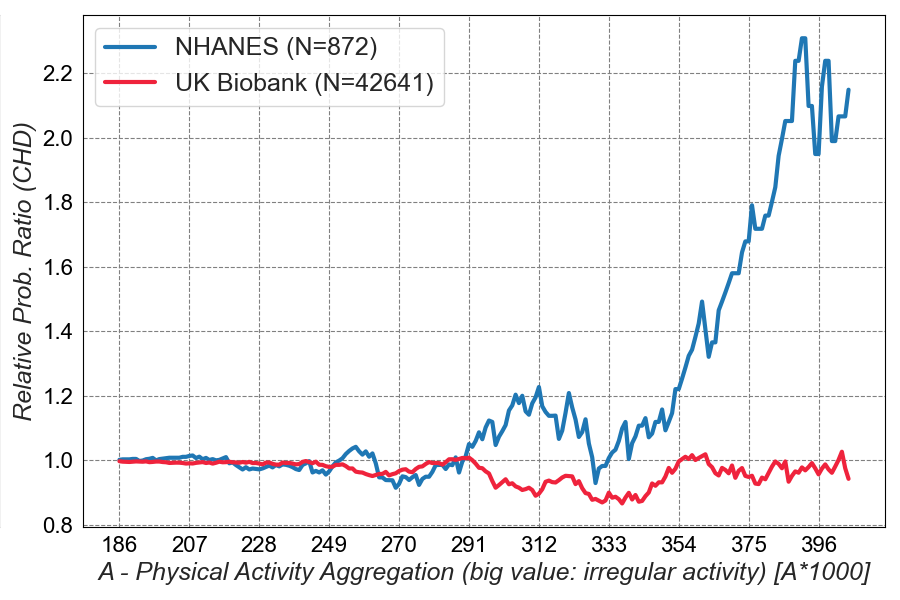 NHANES (N=872)
UK Biobank (N=42641)
Relative Prob. Ratio (CHD)
2.2
2.0
1.8
1.6
1.4
1.2
1.0
0.8
186 207 228 249 270 291 312 333 354 375 396
A - Physical Activity Aggregation (big value: irregular activity) [A*1000]